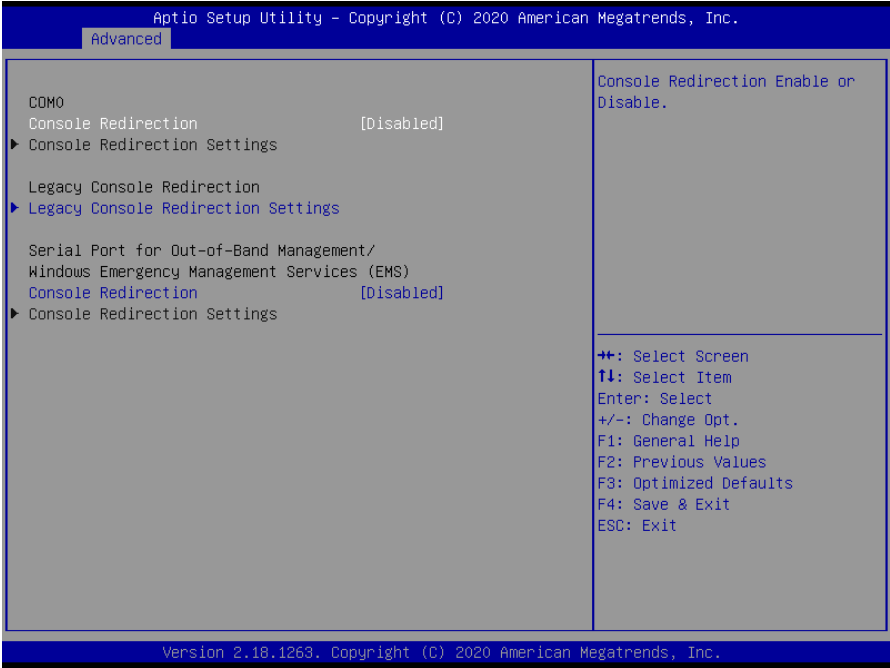 Aptio Setup Utility – Copyright (C) 2020 American Megatrends, Inc.
Advanced
COM0
Console Redirection [Disabled]
▶ Console Redirection Settings
Legacy Console Redirection
▶ Legacy Console Redirection Settings
Serial Port for Out-of-Band Management/
Windows Emergency Management Services (EMS)
Console Redirection [Disabled]
▶ Console Redirection Settings
Console Redirection Enable or
Disable.
→←: Select Screen
↑↓: Select Item
Enter: Select
+/-: Change Opt.
F1: General Help
F2: Previous Values
F3: Optimized Defaults
F4: Save & Exit
ESC: Exit
Version 2.18.1263. Copyright (C) 2020 American Megatrends, Inc.